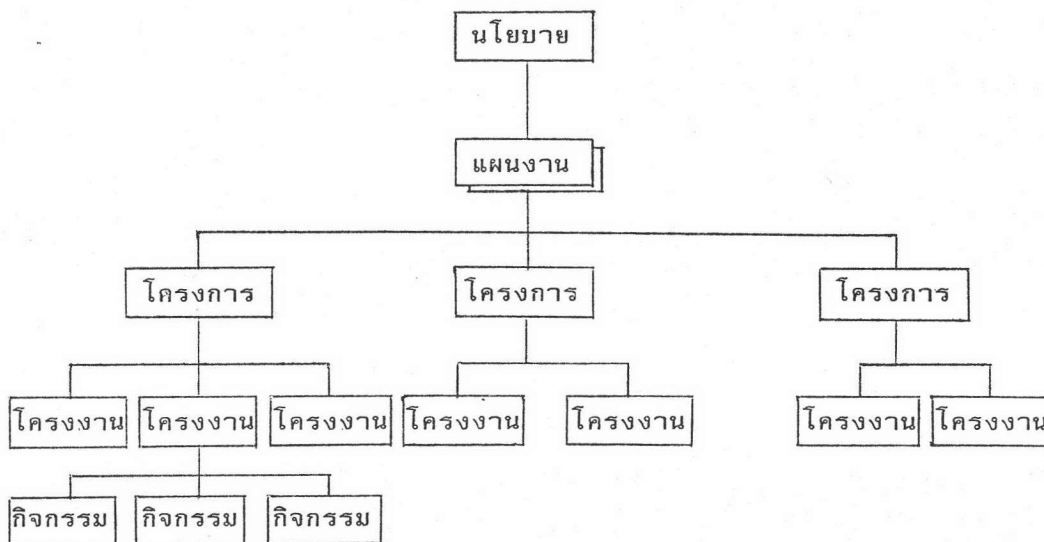 นโยบาย
แผนงาน
โครงการ โครงการ โครงการ
โครงงาน โครงงาน โครงงาน โครงงาน โครงงาน โครงงาน โครงงาน
กิจกรรม กิจกรรม กิจกรรม